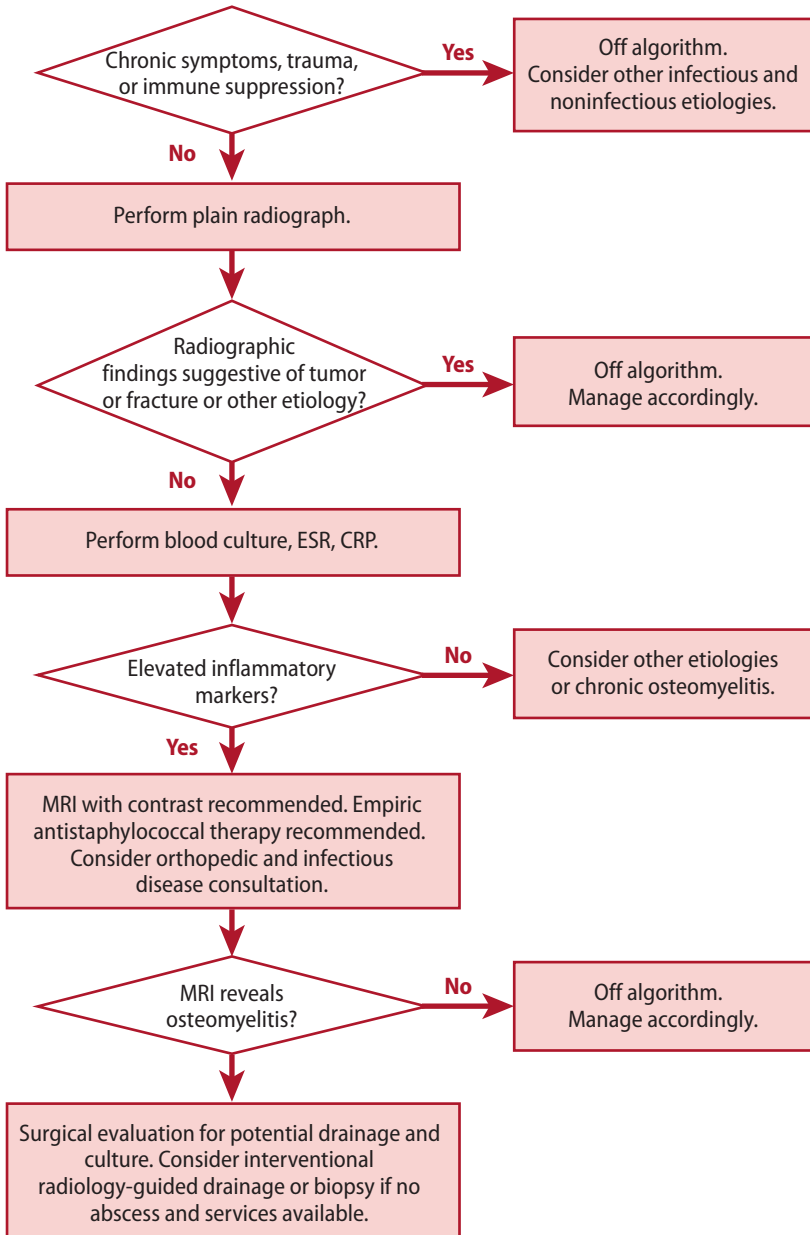 Chronic symptoms, trauma,
or immune suppression?
Yes
Off algorithm.
Consider other infectious and
noninfectious etiologies.
No
Perform plain radiograph.
Radiographic
findings suggestive of tumor
or fracture or other etiology?
Yes
Off algorithm.
Manage accordingly.
No
Perform blood culture, ESR, CRP.
Elevated inflammatory
markers?
No
Consider other etiologies
or chronic osteomyelitis.
Yes
MRI with contrast recommended. Empiric
antistaphylococcal therapy recommended.
Consider orthopedic and infectious
disease consultation.
MRI reveals
osteomyelitis?
No
Off algorithm.
Manage accordingly.
Surgical evaluation for potential drainage and
culture. Consider interventional
radiology-guided drainage or biopsy if no
abscess and services available.